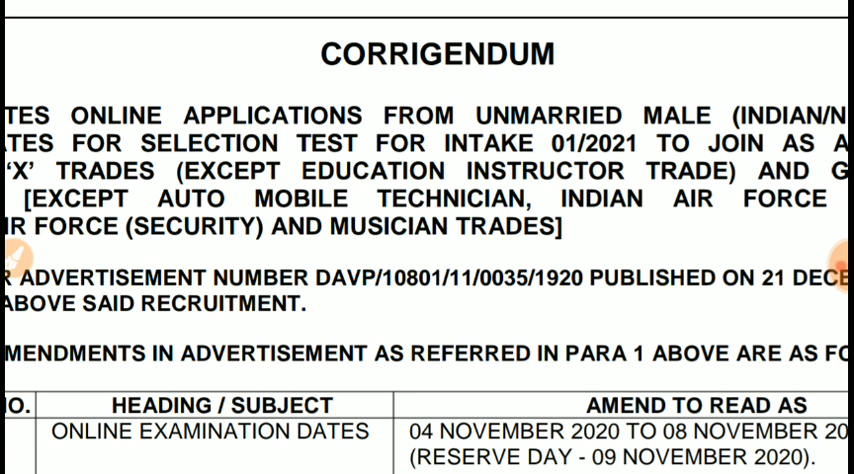 CORRIGENDUM
TES ONLINE APPLICATIONS FROM UNMARRIED MALE (INDIAN/N
TES FOR SELECTION TEST FOR INTAKE 01/2021 TO JOIN AS A
‘X’ TRADES (EXCEPT EDUCATION INSTRUCTOR TRADE) AND G
[EXCEPT AUTO MOBILE TECHNICIAN, INDIAN AIR FORCE
IR FORCE (SECURITY) AND MUSICIAN TRADES]
R ADVERTISEMENT NUMBER DAVP/10801/11/0035/1920 PUBLISHED ON 21 DECE
ABOVE SAID RECRUITMENT.
MENDMENTS IN ADVERTISEMENT AS REFERRED IN PARA 1 ABOVE ARE AS FO
NO. HEADING / SUBJECT AMEND TO READ AS
ONLINE EXAMINATION DATES 04 NOVEMBER 2020 TO 08 NOVEMBER 20
(RESERVE DAY - 09 NOVEMBER 2020).